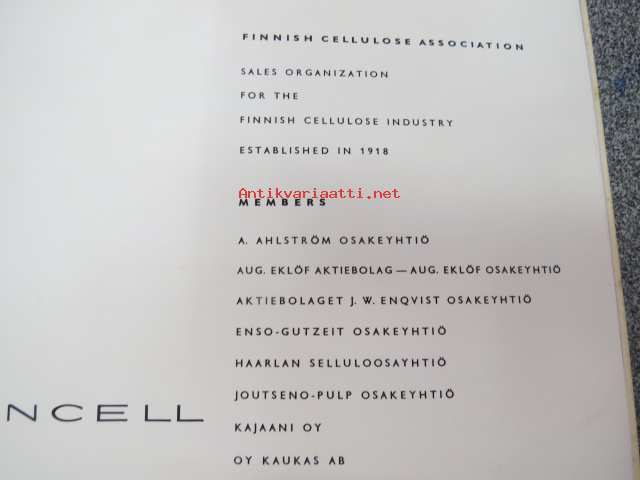 FINNISH CELLULOSE ASSOCIATION
SALES ORGANIZATION
FOR THE
FINNISH CELLULOSE INDUSTRY
ESTABLISHED IN 1918
Antikvariaatti.net
MEMBERS
A. AHLSTRÖM OSAKEYHTIÖ
AUG. EKLÖF AKTIEBOLAG — AUG. EKLÖF OSAKEYHTIÖ
AKTIEBOLAGET J. W. ENQVIST OSAKEYHTIÖ
ENSO-GUTZEIT OSAKEYHTIÖ
HAARLAN SELLULOOSAYHTIÖ
JOUTSENO-PULP OSAKEYHTIÖ
KAJAANI OY
OY KAUKAS AB
NCELL